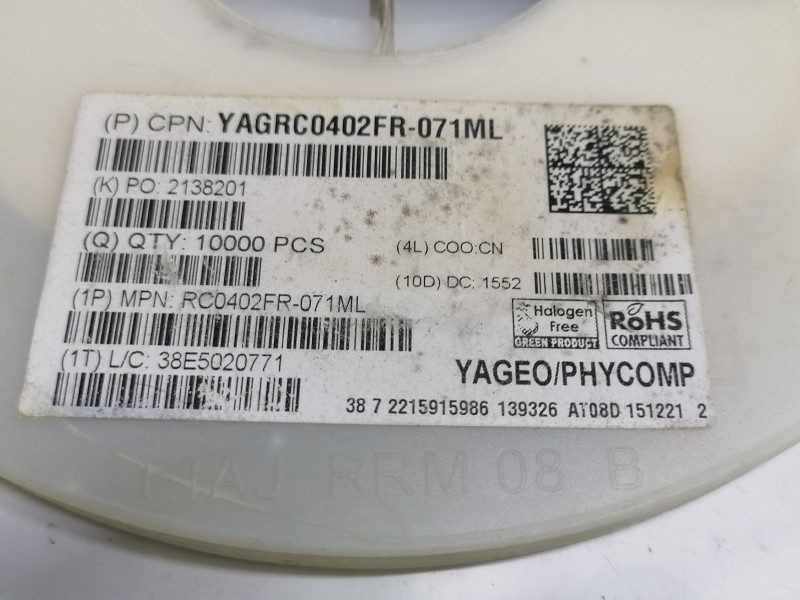 (P) CPN: YAGRC0402FR-071ML
(K) PO: 2138201
(Q) QTY: 10000 PCS
(4L) COO:CN
(10D) DC: 1552
(1P) MPN: RC0402FR-071ML
Halogen
Free
GREEN PRODUCT
RoHS
COMPLIANT
(1T) L/C: 38E5020771
YAGEO/PHYCOMP
38 7 2215915986 139326 AT08D 151221 2
EIAJ-RRM 08 B